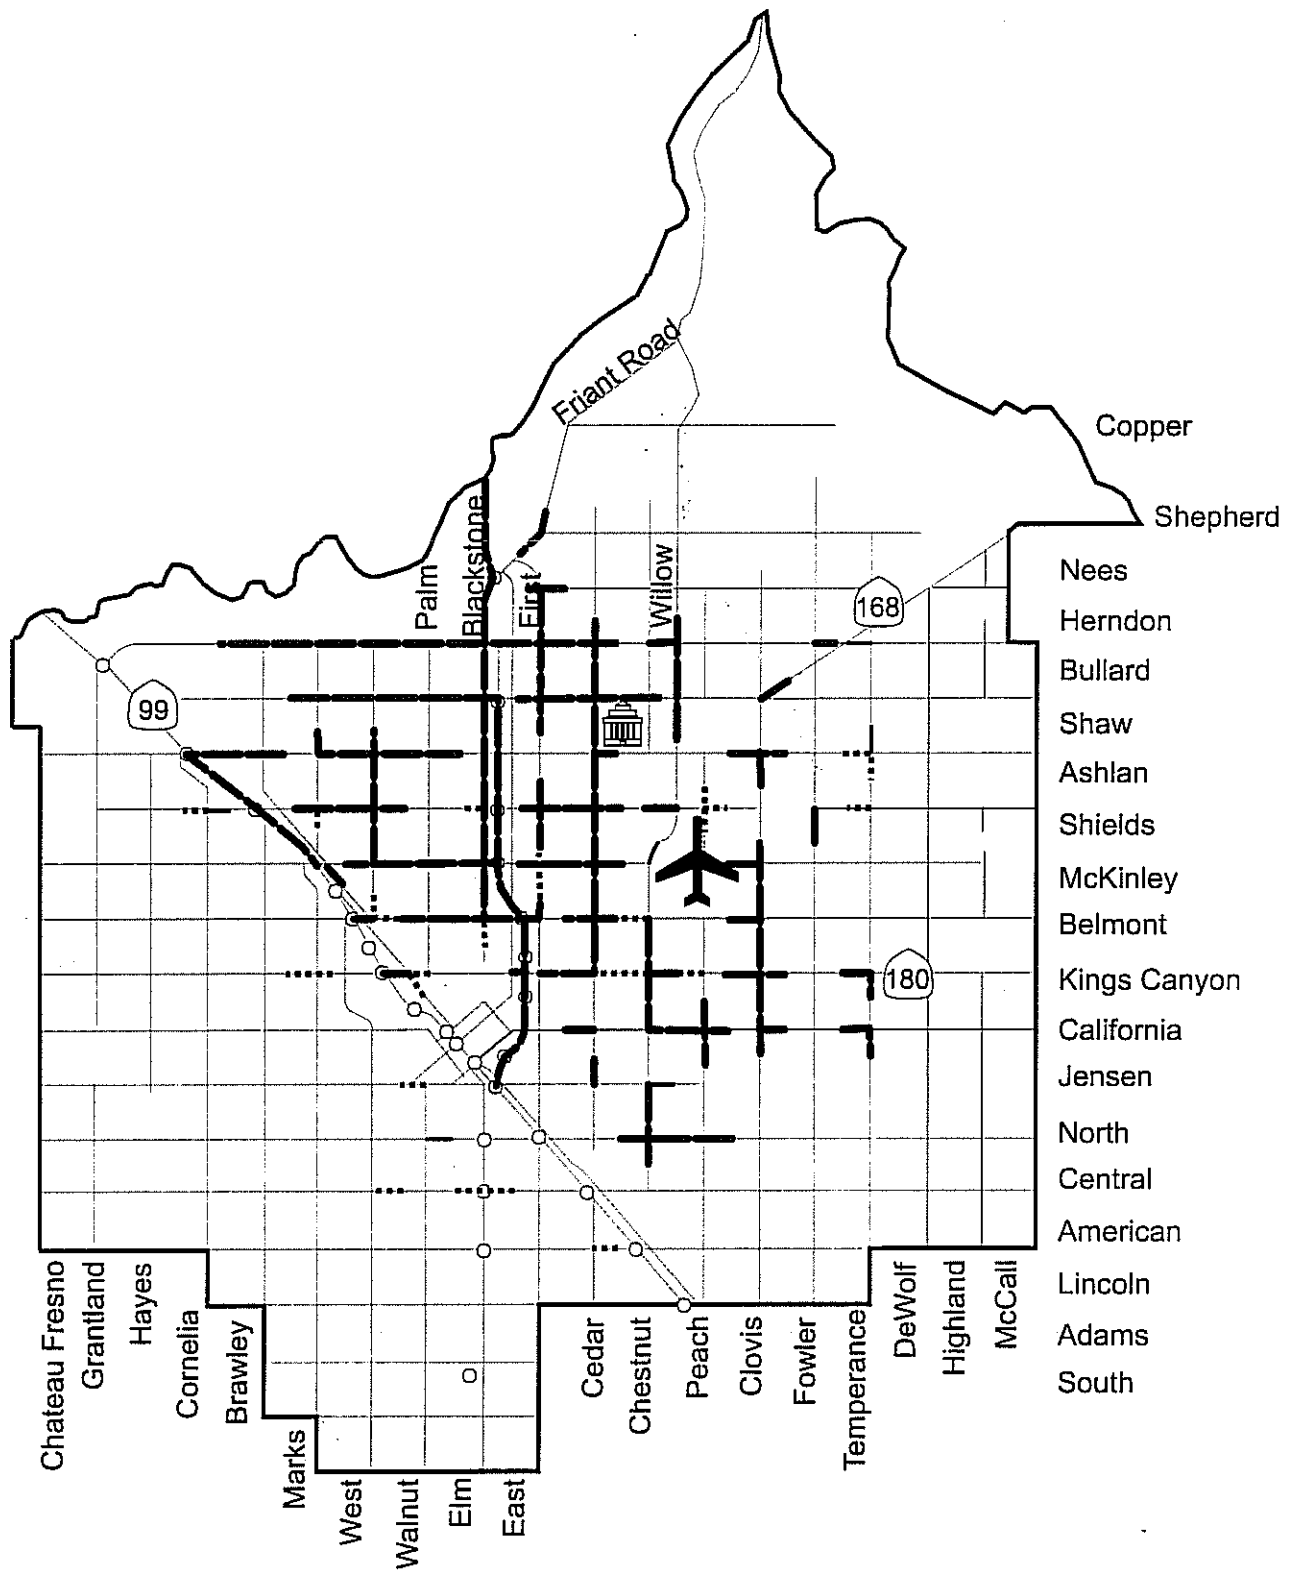 Friant Road
Copper
Shepherd
Palm
Blackstone
First
Willow
168
Nees
Herndon
Bullard
99
Shaw
Ashlan
Shields
McKinley
Belmont
180
Kings Canyon
California
Jensen
North
Central
American
Lincoln
Adams
South
Chateau Fresno
Grantland
Hayes
Cornelia
Brawley
Marks
West
Walnut
Elm
East
Cedar
Chestnut
Peach
Clovis
Fowler
Temperance
DeWolf
Highland
McCall